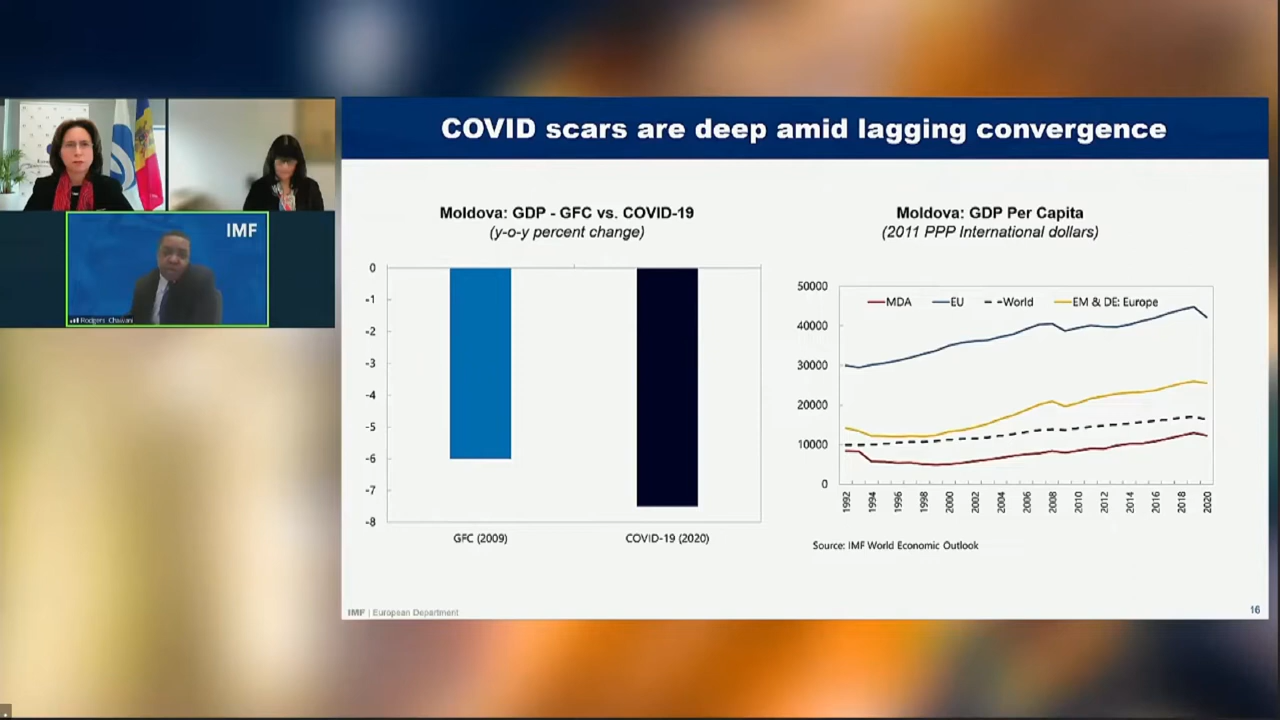 COVID scars are deep amid lagging convergence
IMF
Rodgers Chawani
Moldova: GDP - GFC vs. COVID-19
(y-o-y percent change)
0
-1
-2
-3
-4
-5
-6
-7
-8
GFC (2009)
COVID-19 (2020)
Moldova: GDP Per Capita
(2011 PPP International dollars)
50000
40000
30000
20000
10000
0
MDA
EU
World
EM & DE: Europe
1992
1994
1996
1998
2000
2002
2004
2006
2008
2010
2012
2014
2016
2018
2020
Source: IMF World Economic Outlook
IMF | European Department
16